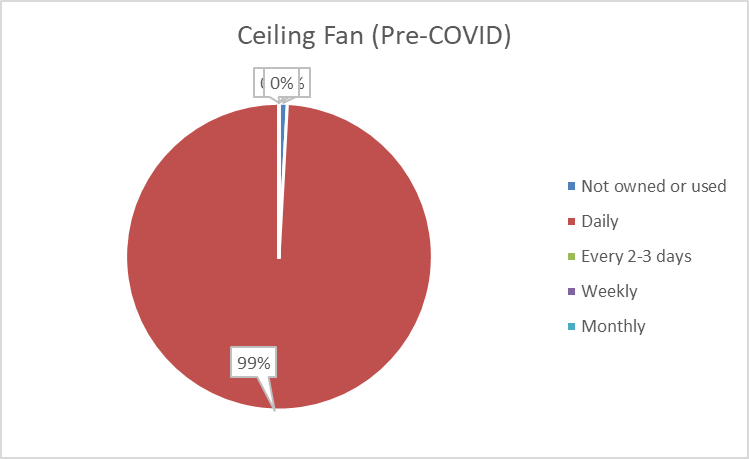 Ceiling Fan (Pre-COVID)
0%
99%
Not owned or used
Daily
Every 2-3 days
Weekly
Monthly